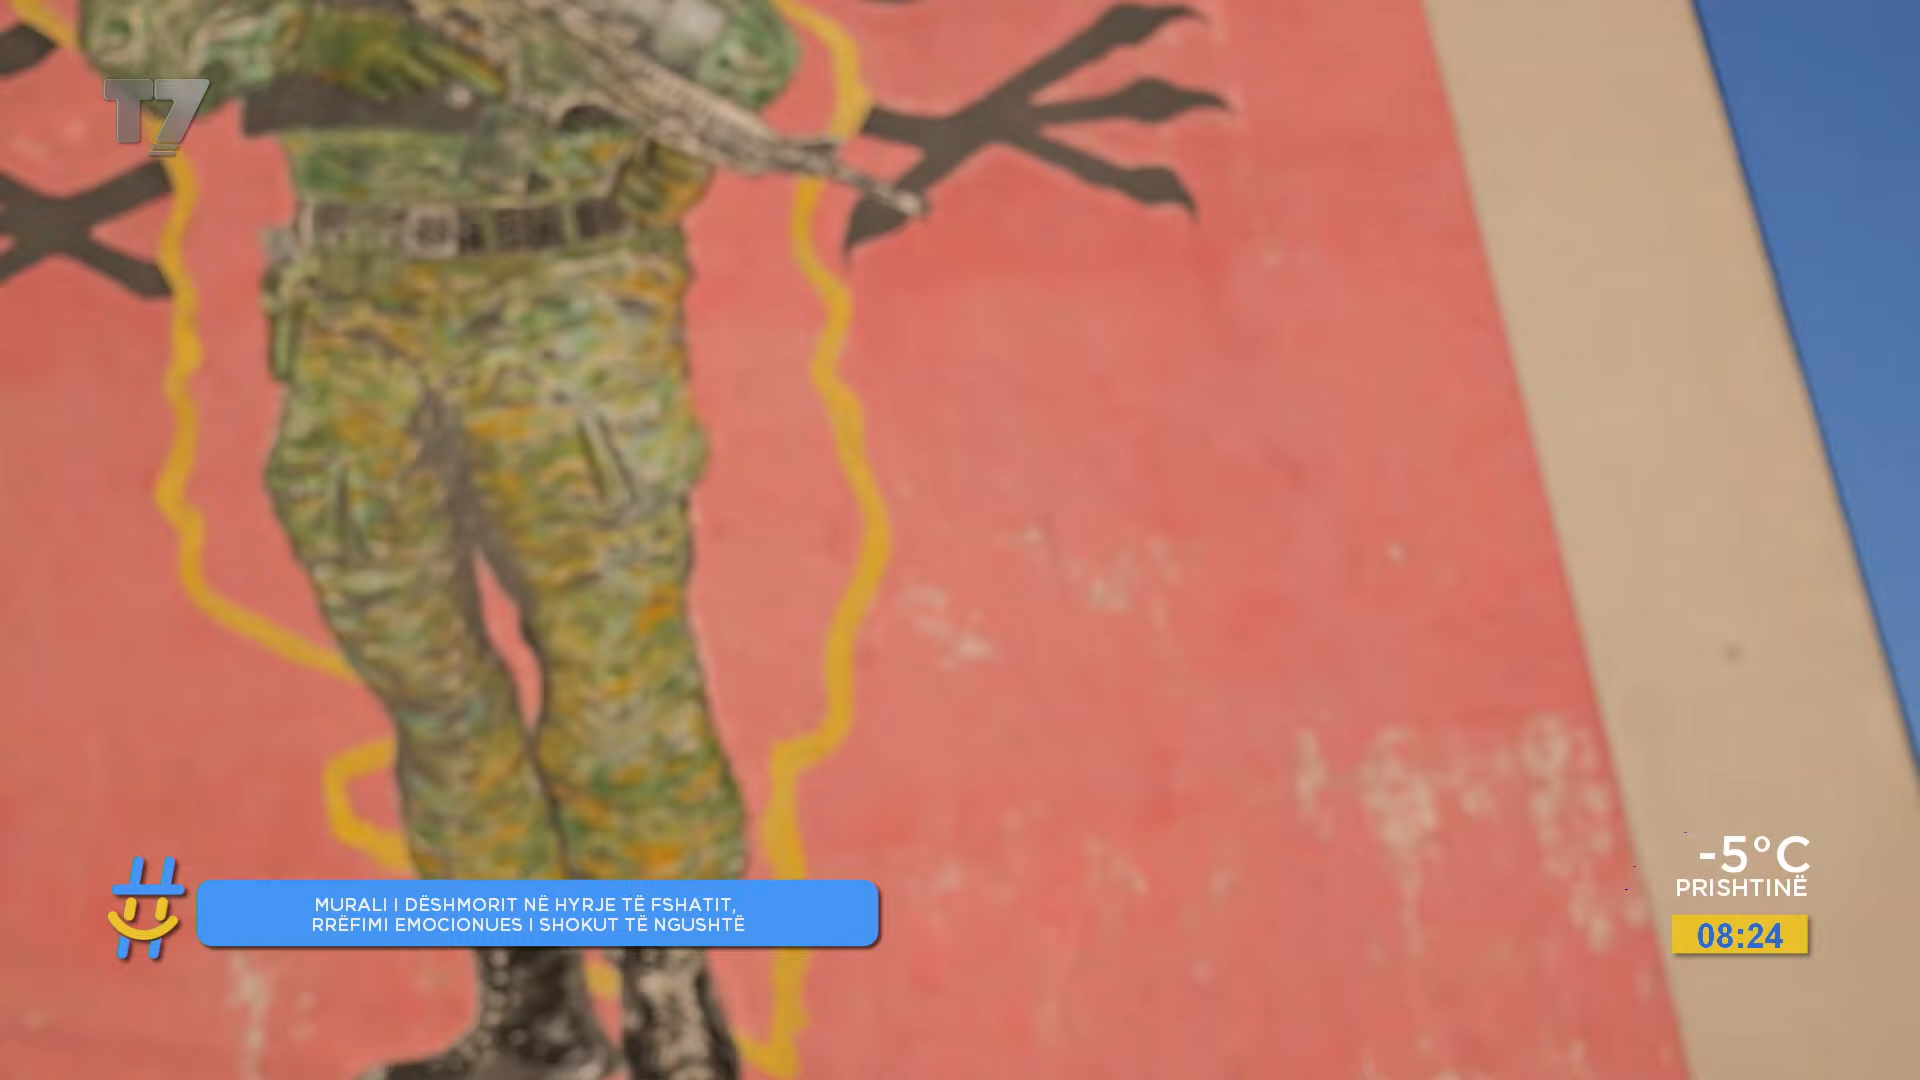 T7
MURALI I DËSHMORIT NË HYRJE TË FSHATIT,
RRËFIMI EMOCIONUES I SHOKUT TË NGUSHTË
-5°C
PRISHTINË
08:24